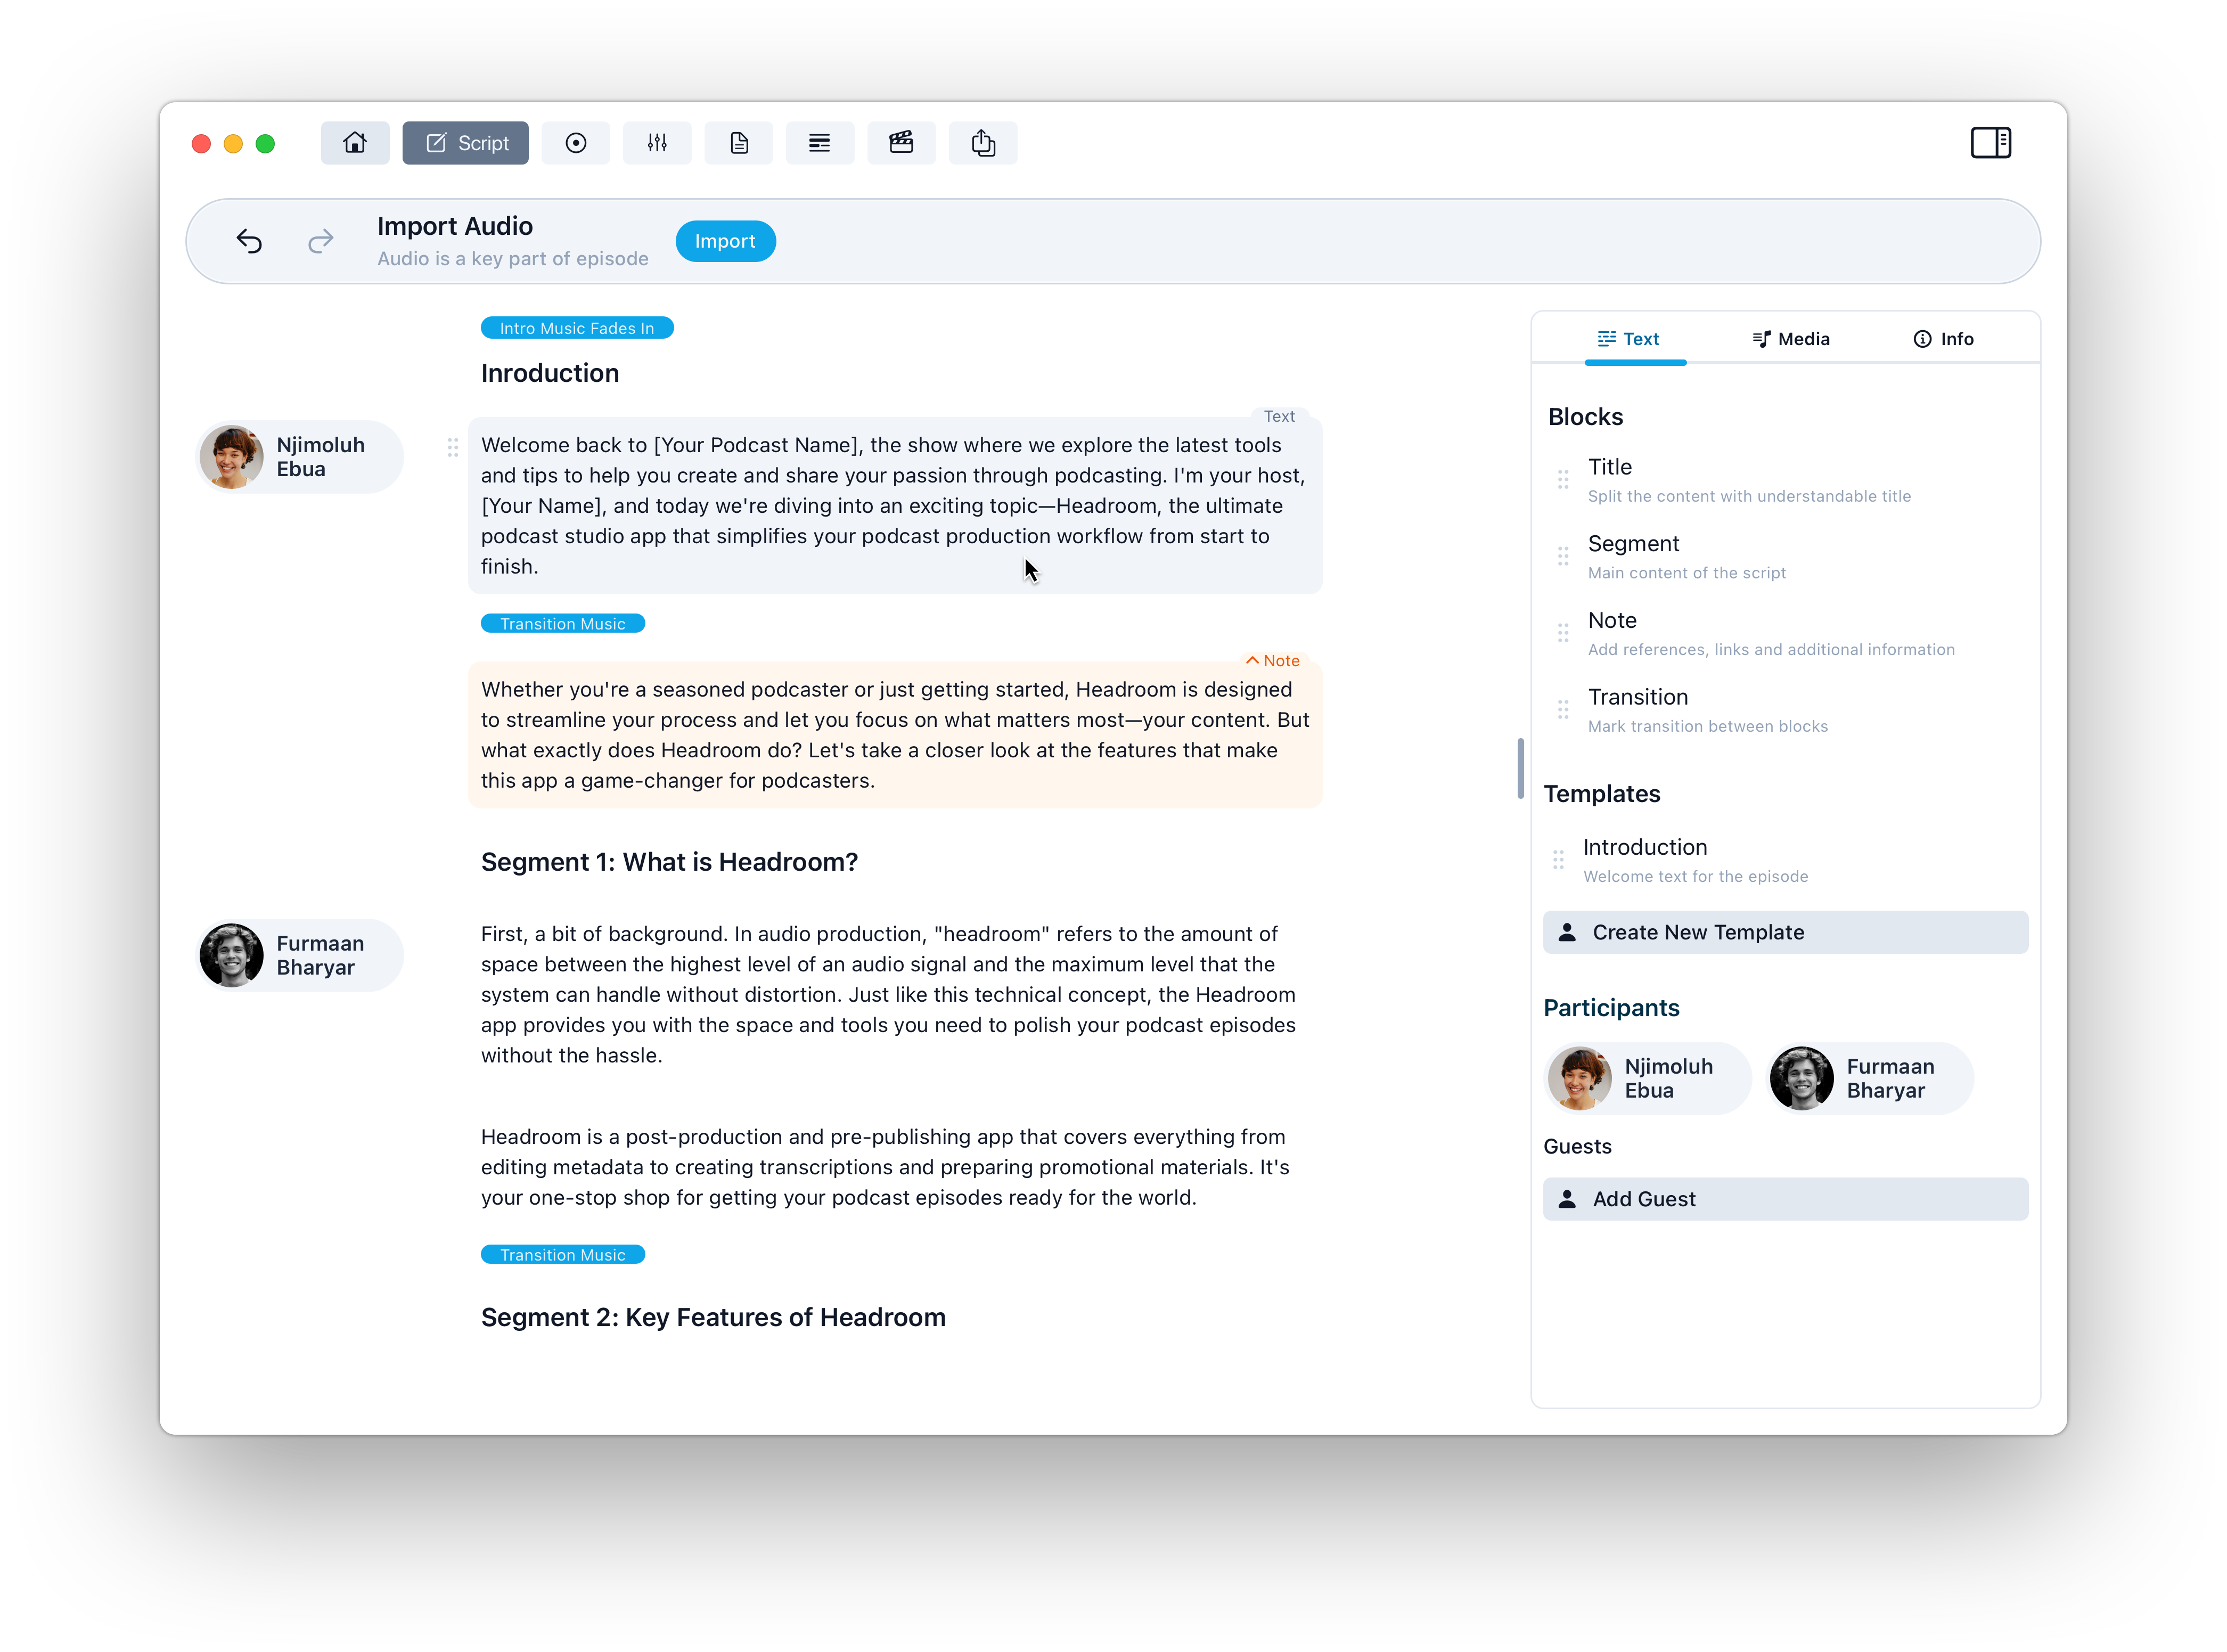 Script
Import Audio
Audio is a key part of episode
Import
Intro Music Fades In
Inroduction
Njimoluh
Ebua
Text
Welcome back to [Your Podcast Name], the show where we explore the latest tools
and tips to help you create and share your passion through podcasting. I'm your host,
[Your Name], and today we're diving into an exciting topic—Headroom, the ultimate
podcast studio app that simplifies your podcast production workflow from start to
finish.
Transition Music
Note
Whether you're a seasoned podcaster or just getting started, Headroom is designed
to streamline your process and let you focus on what matters most—your content. But
what exactly does Headroom do? Let's take a closer look at the features that make
this app a game-changer for podcasters.
Segment 1: What is Headroom?
Furmaan
Bharyar
First, a bit of background. In audio production, "headroom" refers to the amount of
space between the highest level of an audio signal and the maximum level that the
system can handle without distortion. Just like this technical concept, the Headroom
app provides you with the space and tools you need to polish your podcast episodes
without the hassle.
Headroom is a post-production and pre-publishing app that covers everything from
editing metadata to creating transcriptions and preparing promotional materials. It's
your one-stop shop for getting your podcast episodes ready for the world.
Transition Music
Segment 2: Key Features of Headroom
Text
Media
Info
Blocks
Title
Split the content with understandable title
Segment
Main content of the script
Note
Add references, links and additional information
Transition
Mark transition between blocks
Templates
Introduction
Welcome text for the episode
Create New Template
Participants
Njimoluh
Ebua
Furmaan
Bharyar
Guests
Add Guest